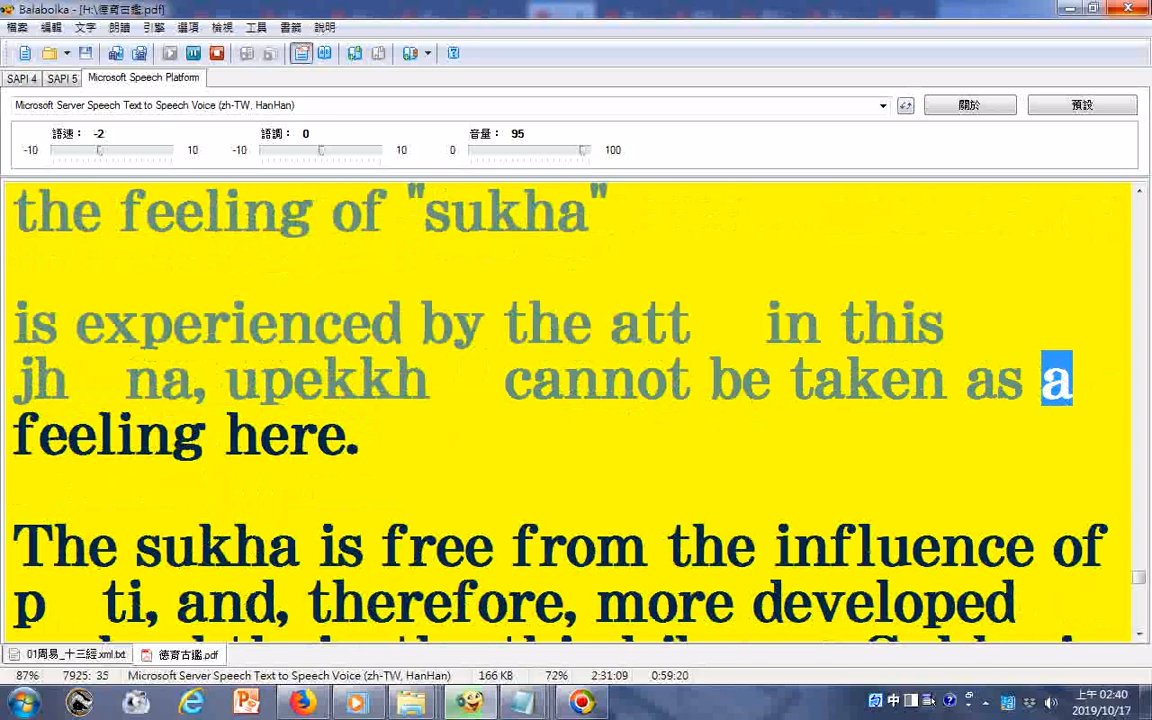 Balabolka - [H:\德育古鑑.pdf]
檔案 編輯 文字 朗讀 引擎 選項 檢視 工具 書籤 說明
SAPI 4 SAPI 5 Microsoft Speech Platform
Microsoft Server Speech Text to Speech Voice (zh-TW, HanHan) 關於 預設
語速： -2 語調： 0 音量： 95
-10 10 -10 10 0 100
the feeling of "sukha"
is experienced by the att in this
jh na, upekkh cannot be taken as a
feeling here.
The sukha is free from the influence of
p ti, and, therefore, more developed
01周易_十三經.xml.txt 德育古鑑.pdf
87% 7925: 35 Microsoft Server Speech Text to Speech Voice (zh-TW, HanHan) 166 KB 72% 2:31:09 0:59:20
中 上午 02:40
2019/10/17